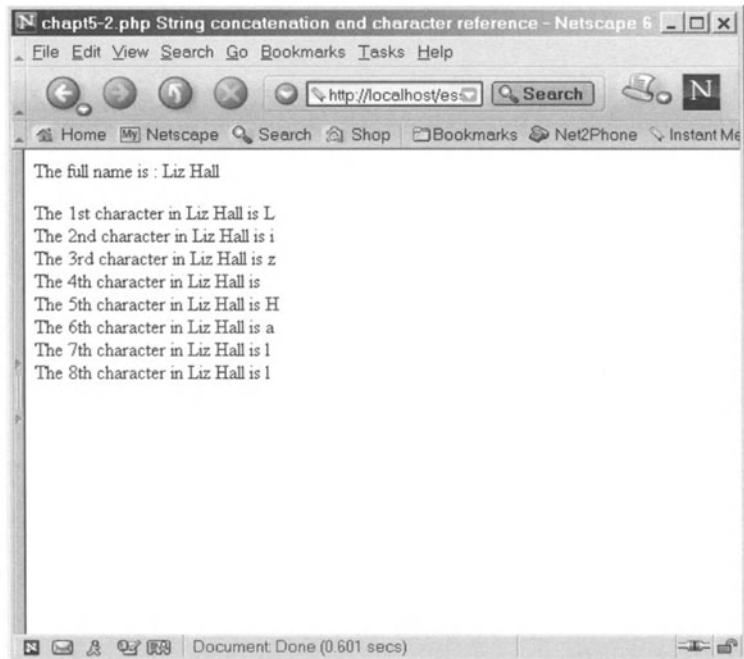 N chapt5-2.php String concatenation and character reference - Netscape 6
File Edit View Search Go Bookmarks Tasks Help
http://localhost/es Search N
Home My Netscape Search Shop Bookmarks Net2Phone Instant Me
The full name is : Liz Hall
The 1st character in Liz Hall is L
The 2nd character in Liz Hall is i
The 3rd character in Liz Hall is z
The 4th character in Liz Hall is
The 5th character in Liz Hall is H
The 6th character in Liz Hall is a
The 7th character in Liz Hall is l
The 8th character in Liz Hall is l
N Document: Done (0.601 secs)